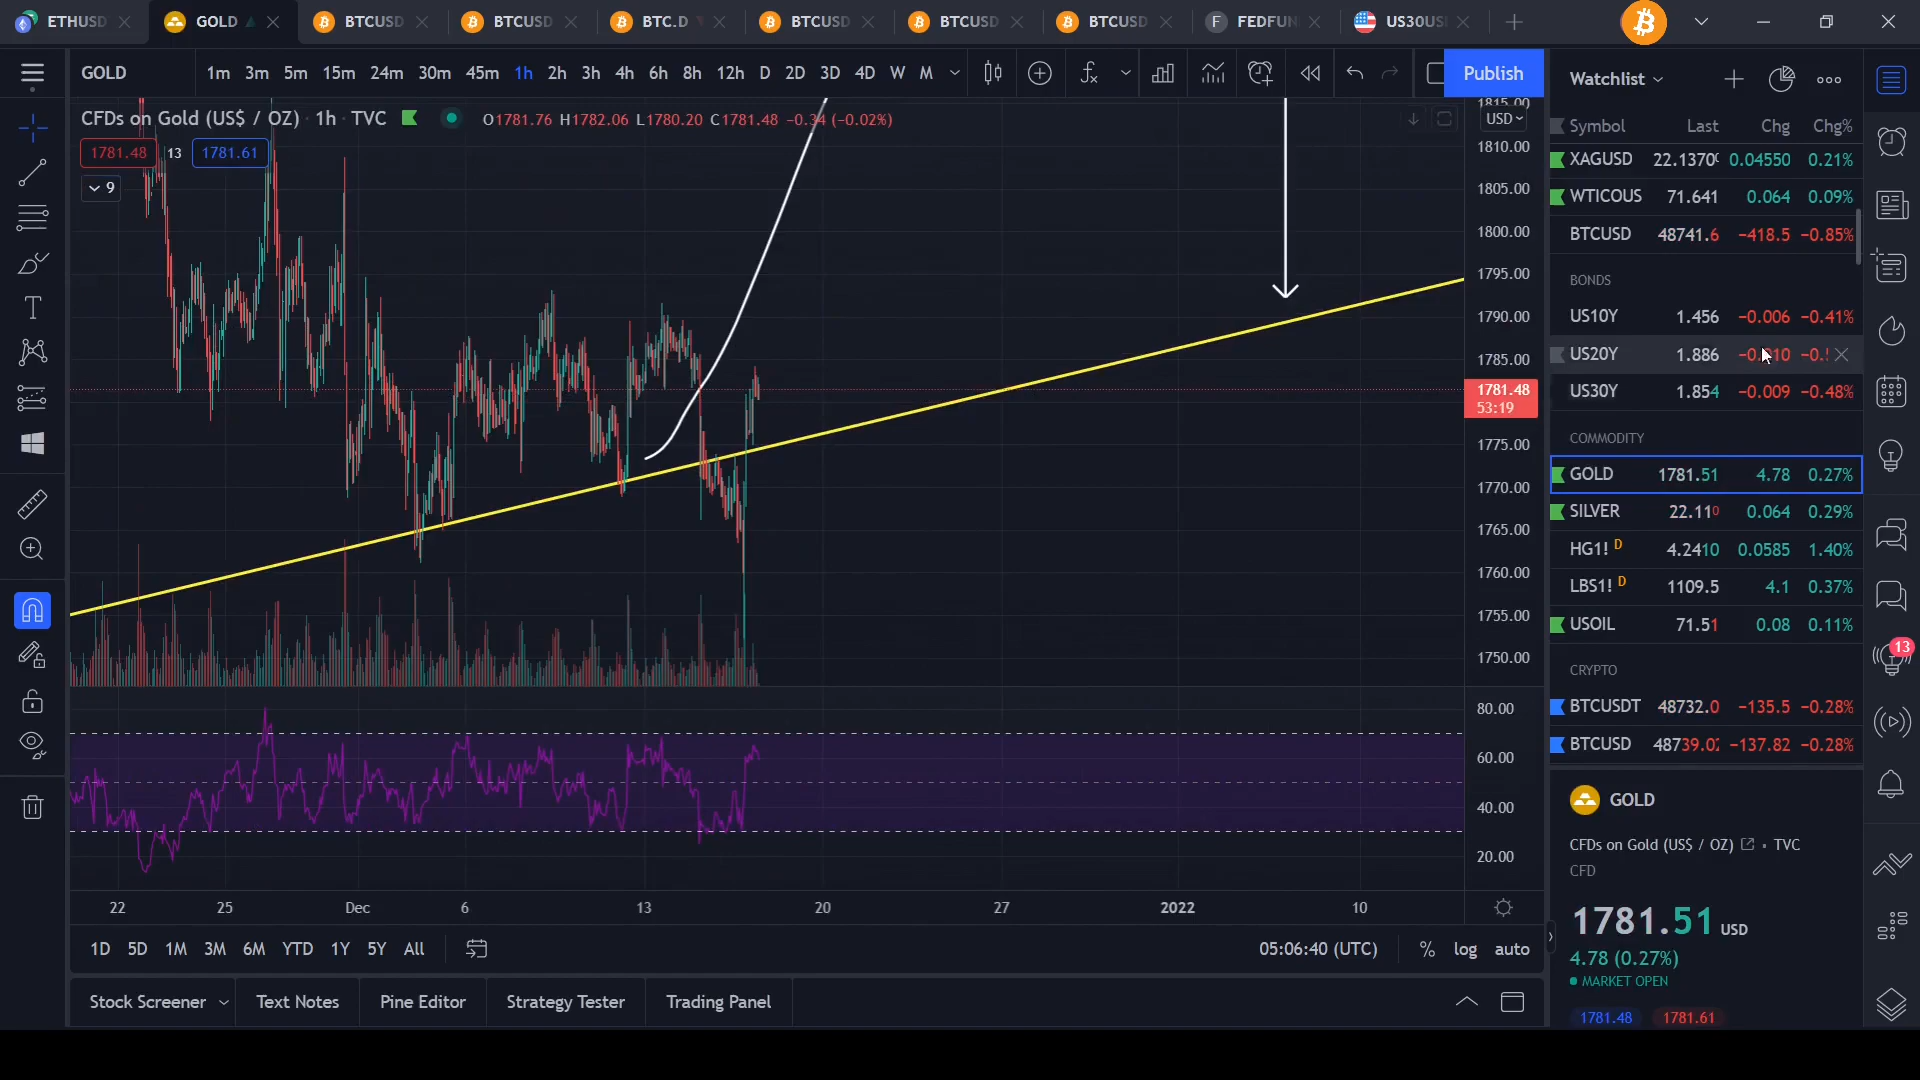 ETHUSD
GOLD
BTCUSD
BTCUSD
BTC.D
BTCUSD
BTCUSD
BTCUSD
FEDFUN
US30USD
GOLD
1m 3m 5m 15m 24m 30m 45m 1h 2h 3h 4h 6h 8h 12h D 2D 3D 4D W M
Publish
CFDs on Gold (US$ / OZ) · 1h · TVC
O1781.76 H1782.06 L1780.20 C1781.48 −0.34 (−0.02%)
1781.48 13 1781.61
9
1815.00
USD
1810.00
1805.00
1800.00
1795.00
1790.00
1785.00
1781.48
53:19
1775.00
1770.00
1765.00
1760.00
1755.00
1750.00
80.00
60.00
40.00
20.00
22 25 Dec 6 13 20 27 2022 10
1D 5D 1M 3M 6M YTD 1Y 5Y All
05:06:40 (UTC) % log auto
Stock Screener Text Notes Pine Editor Strategy Tester Trading Panel
Watchlist
Symbol Last Chg Chg%
XAGUSD 22.1370 0.04550 0.21%
WTICOUS 71.641 0.064 0.09%
BTCUSD 48741.6 −418.5 −0.85%
BONDS
US10Y 1.456 −0.006 −0.41%
US20Y 1.886
US30Y 1.854 −0.009 −0.48%
COMMODITY
GOLD 1781.51 4.78 0.27%
SILVER 22.110 0.064 0.29%
HG1! D 4.2410 0.0585 1.40%
LBS1! D 1109.5 4.1 0.37%
USOIL 71.51 0.08 0.11%
CRYPTO
BTCUSDT 48732.0 −135.5 −0.28%
BTCUSD 48739.02 −137.82 −0.28%
GOLD
CFDs on Gold (US$ / OZ) · TVC
CFD
1781.51 USD
4.78 (0.27%)
MARKET OPEN
1781.48 1781.61
13